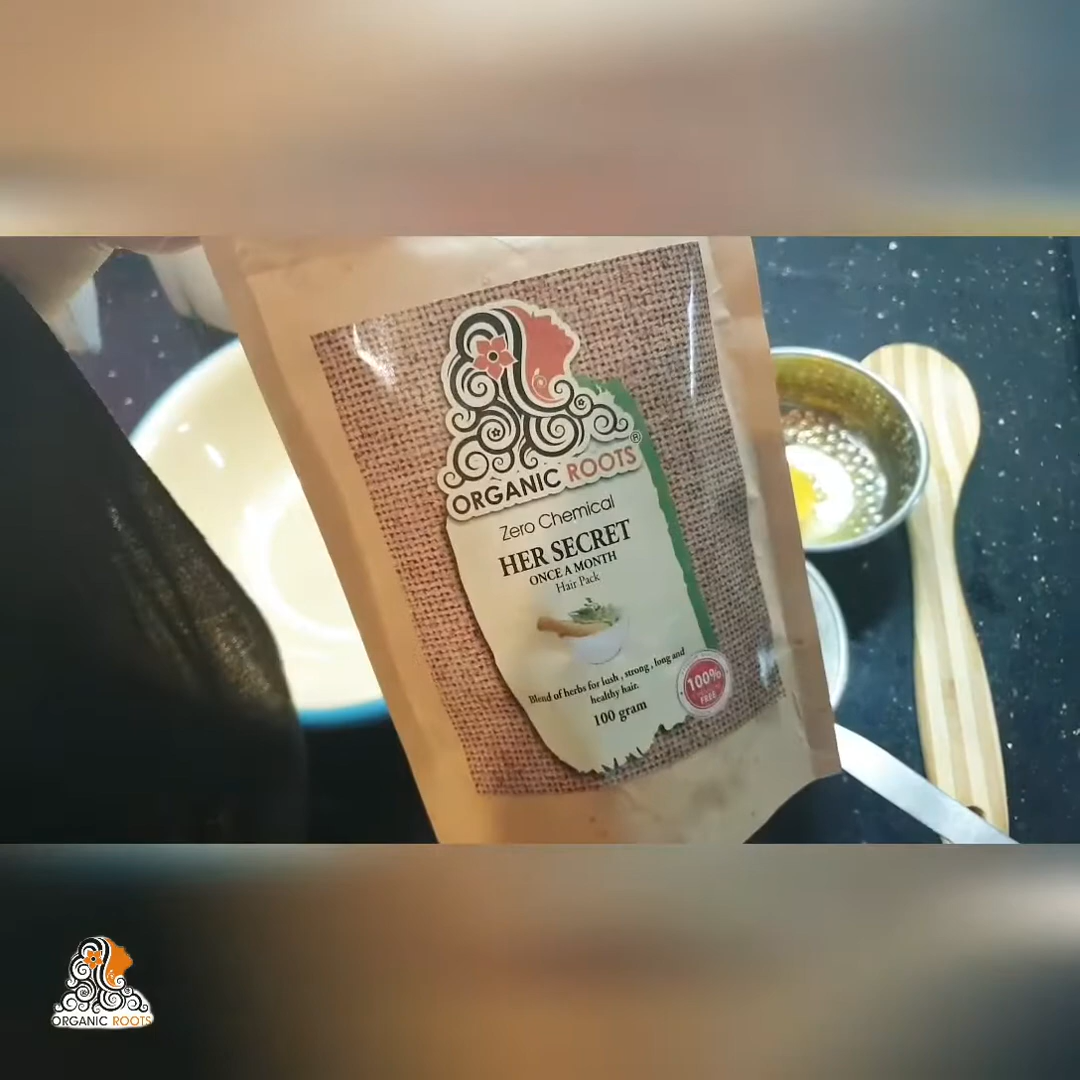 ORGANIC ROOTS®
Zero Chemical
HER SECRET
ONCE A MONTH
Hair Pack
Blend of herbs for lush , strong , long and
healthy hair.
100 gram
100%
FREE
ORGANIC ROOTS